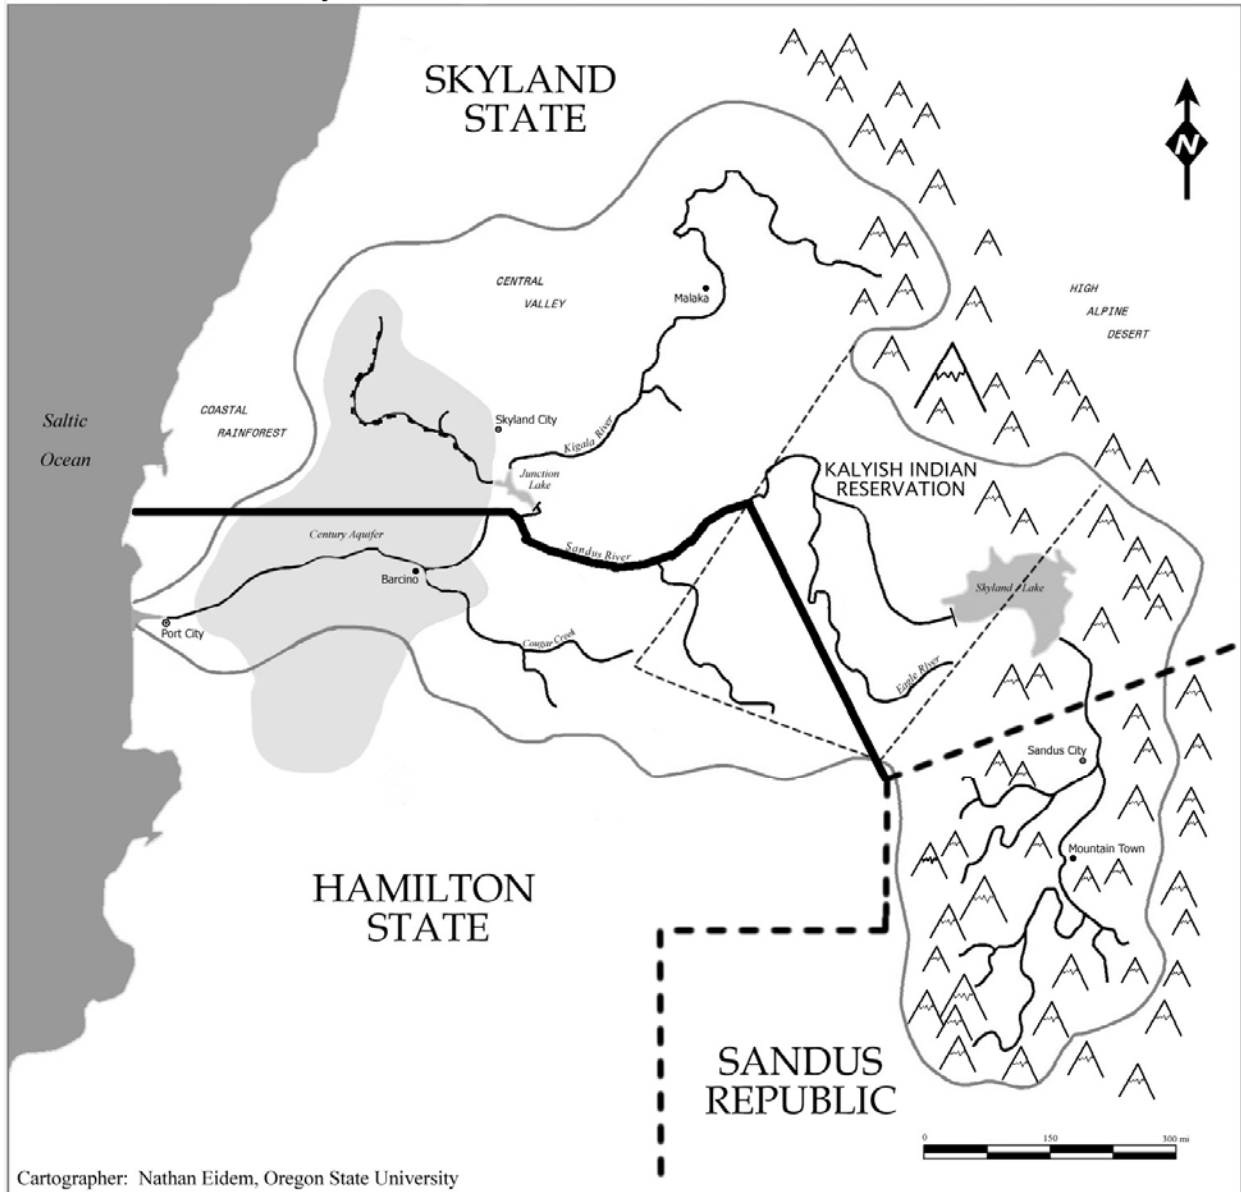 SKYLAND
STATE
N
CENTRAL
VALLEY
Malaka
HIGH
ALPINE
DESERT
Saltic
Ocean
COASTAL
RAINFOREST
Skyland City
Kigala River
Junction
Lake
KALYISH INDIAN
RESERVATION
Century Aquifer
Sandus River
Barcino
Skyland Lake
Port City
Cougar Creek
Eagle River
Sandus City
Mountain Town
HAMILTON
STATE
SANDUS
REPUBLIC
0 150 300 mi
Cartographer: Nathan Eidem, Oregon State University